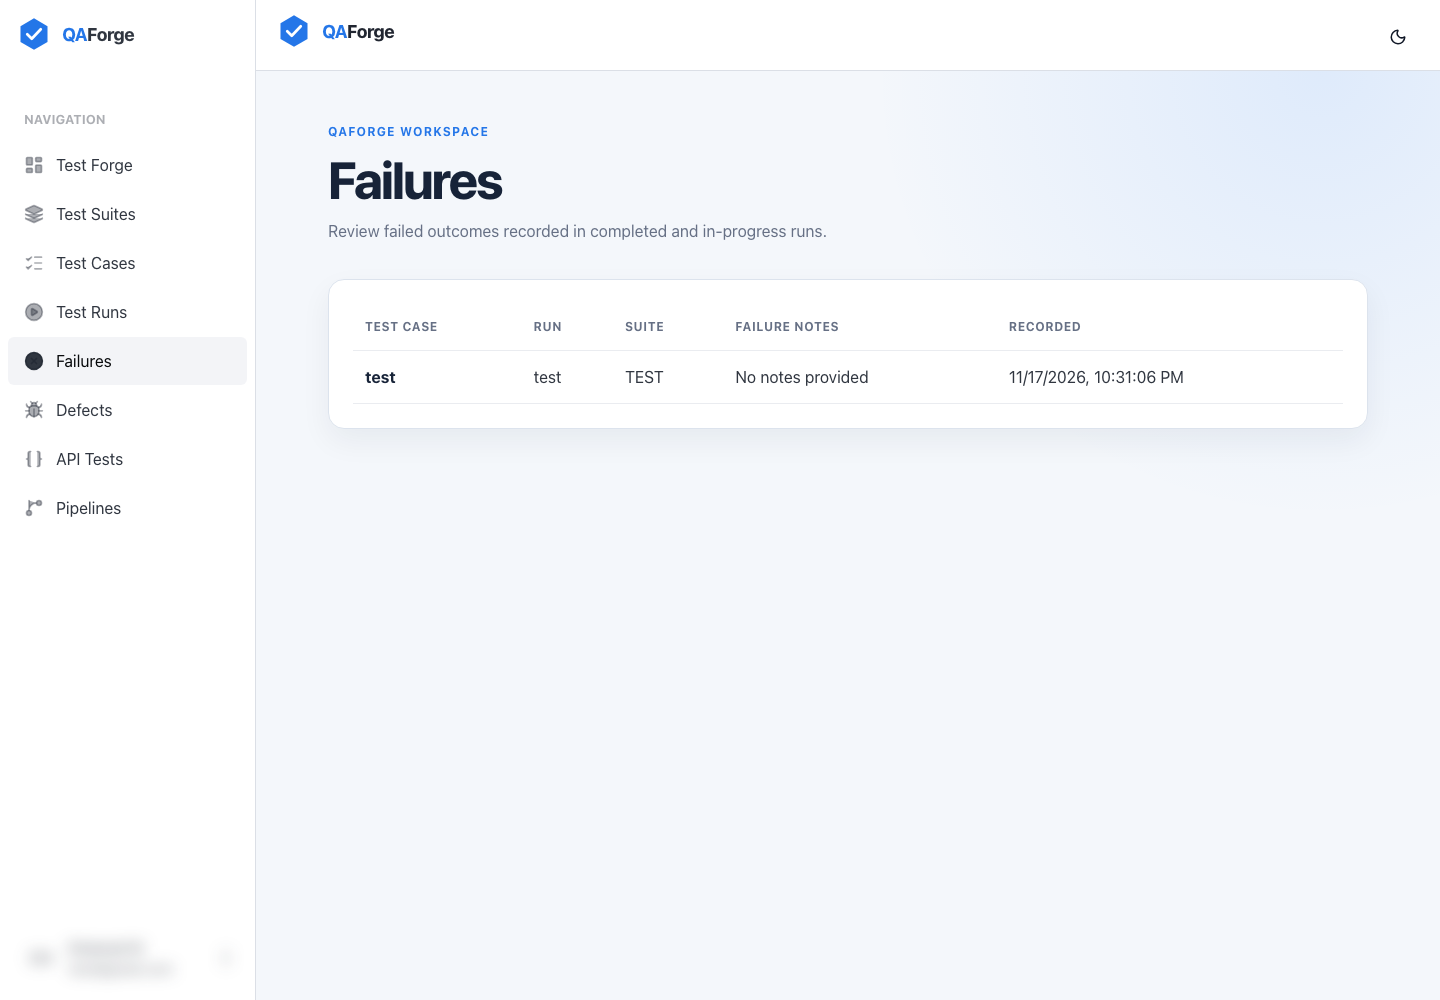 QAForge
NAVIGATION
Test Forge
Test Suites
Test Cases
Test Runs
Failures
Defects
API Tests
Pipelines
QAForge
QAFORGE WORKSPACE
Failures
Review failed outcomes recorded in completed and in-progress runs.
TEST CASE RUN SUITE FAILURE NOTES RECORDED
test test TEST No notes provided 11/17/2026, 10:31:06 PM